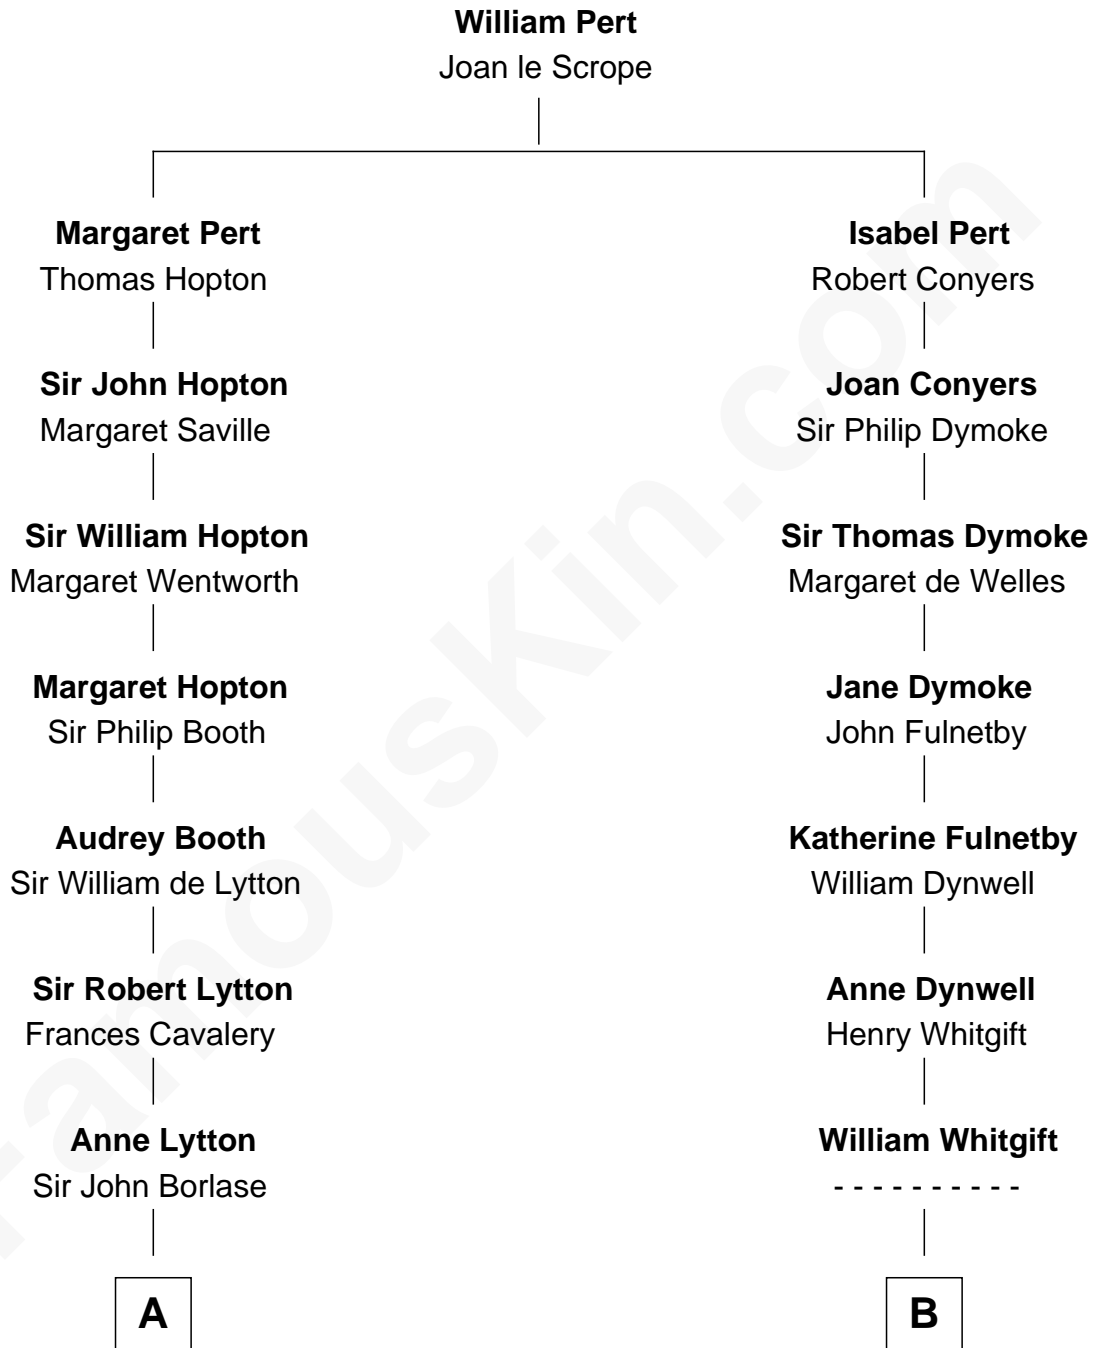 William Pert
Joan le Scrope
Margaret Pert
Thomas Hopton
Isabel Pert
Robert Conyers
Sir John Hopton
Margaret Saville
Joan Conyers
Sir Philip Dymoke
Sir William Hopton
Margaret Wentworth
Sir Thomas Dymoke
Margaret de Welles
Margaret Hopton
Sir Philip Booth
Jane Dymoke
John Fulnetby
Audrey Booth
Sir William de Lytton
Katherine Fulnetby
William Dynwell
Sir Robert Lytton
Frances Cavalery
Anne Dynwell
Henry Whitgift
Anne Lytton
Sir John Borlase
William Whitgift
- - - - - - - - - -
A
B
FamousKin.com